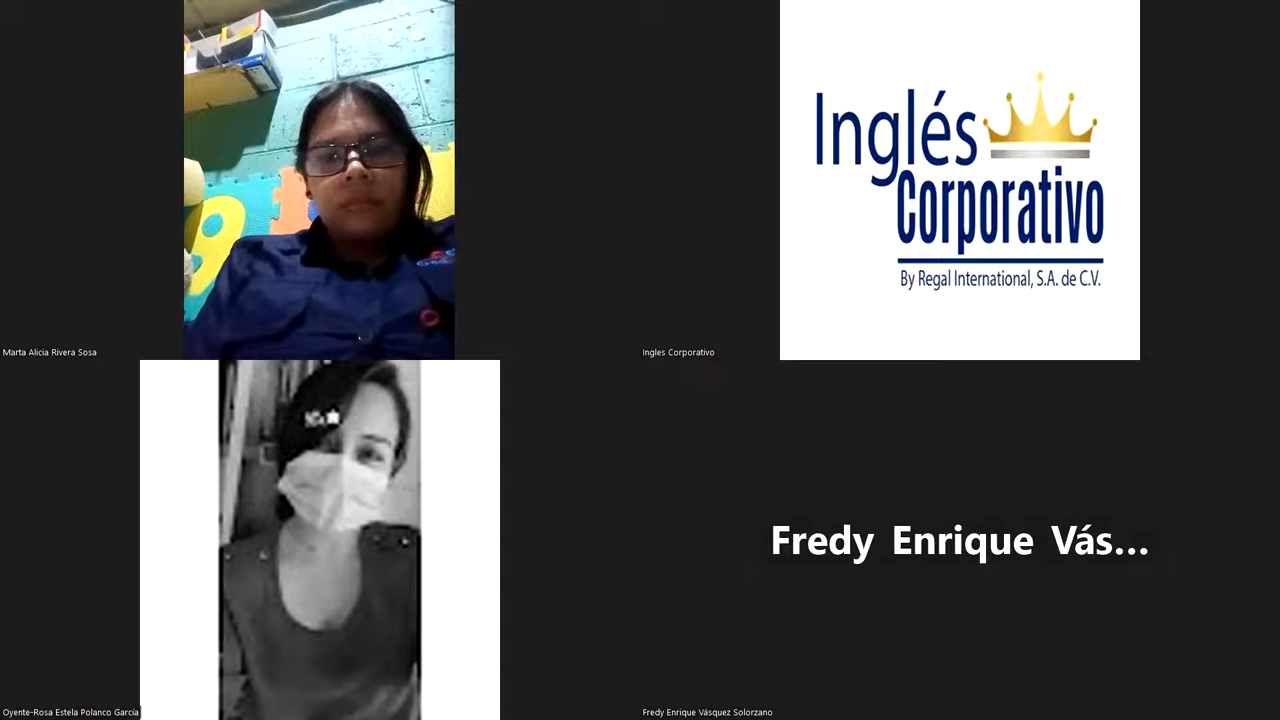 Marta Alicia Rivera Sosa
Inglés
Corporativo
By Regal International, S.A. de C.V.
Ingles Corporativo
Oyente-Rosa Estela Polanco García
Fredy Enrique Vás...
Fredy Enrique Vásquez Solorzano